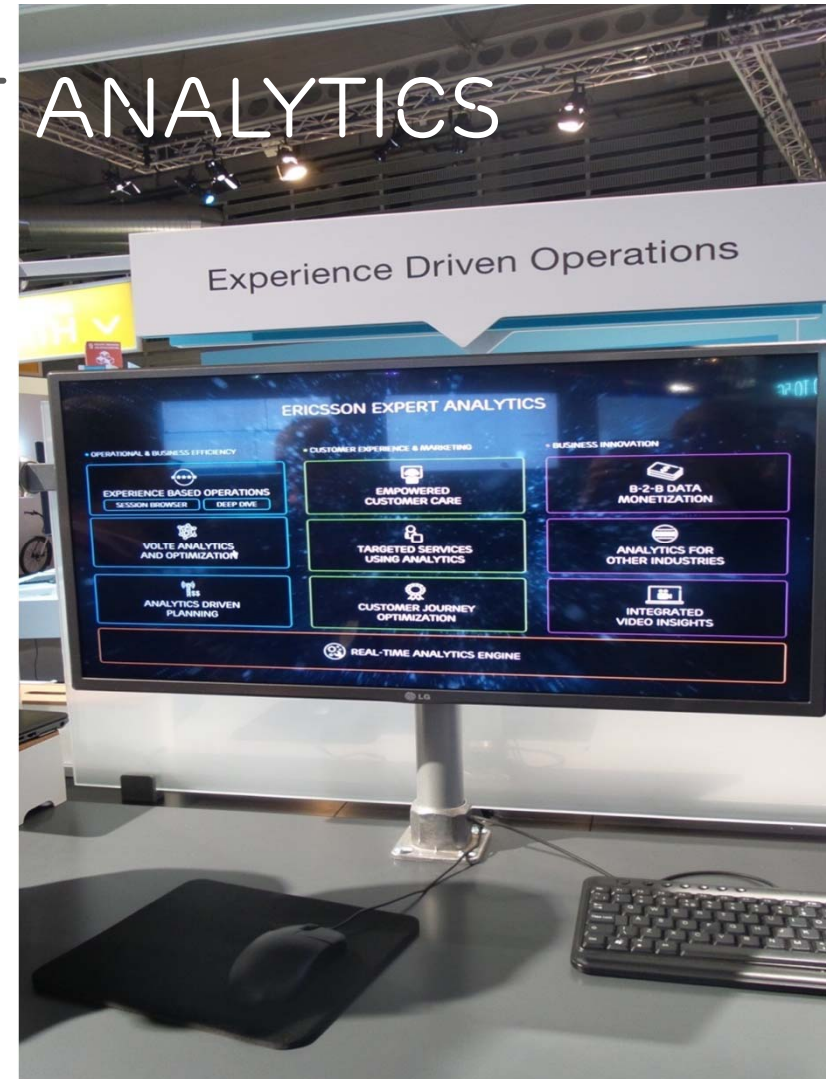 ANALYTICS
Experience Driven Operations
ERICSSON EXPERT ANALYTICS
• OPERATIONAL & BUSINESS EFFICIENCY
EXPERIENCE BASED OPERATIONS
SESSION BROWSER
DEEP DIVE
VOLTE ANALYTICS
AND OPTIMIZATION
ANALYTICS DRIVEN
PLANNING
• CUSTOMER EXPERIENCE & MARKETING
EMPOWERED
CUSTOMER CARE
TARGETED SERVICES
USING ANALYTICS
CUSTOMER JOURNEY
OPTIMIZATION
• BUSINESS INNOVATION
B-2-B DATA
MONETIZATION
ANALYTICS FOR
OTHER INDUSTRIES
INTEGRATED
VIDEO INSIGHTS
REAL-TIME ANALYTICS ENGINE
LG